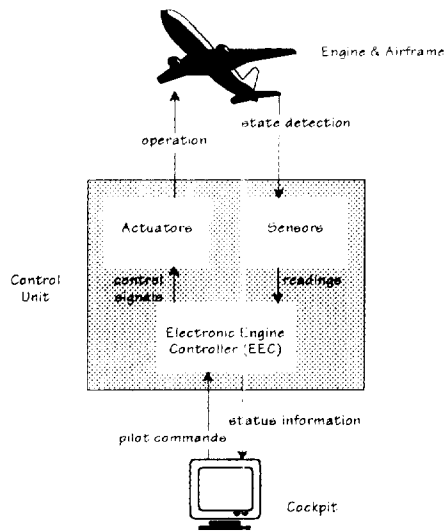 Engine & Airframe
state detection
operation
Actuators
Sensors
Control
Unit
control
signals
readings
Electronic Engine
Controller (EEC)
status information
pilot commands
Cockpit